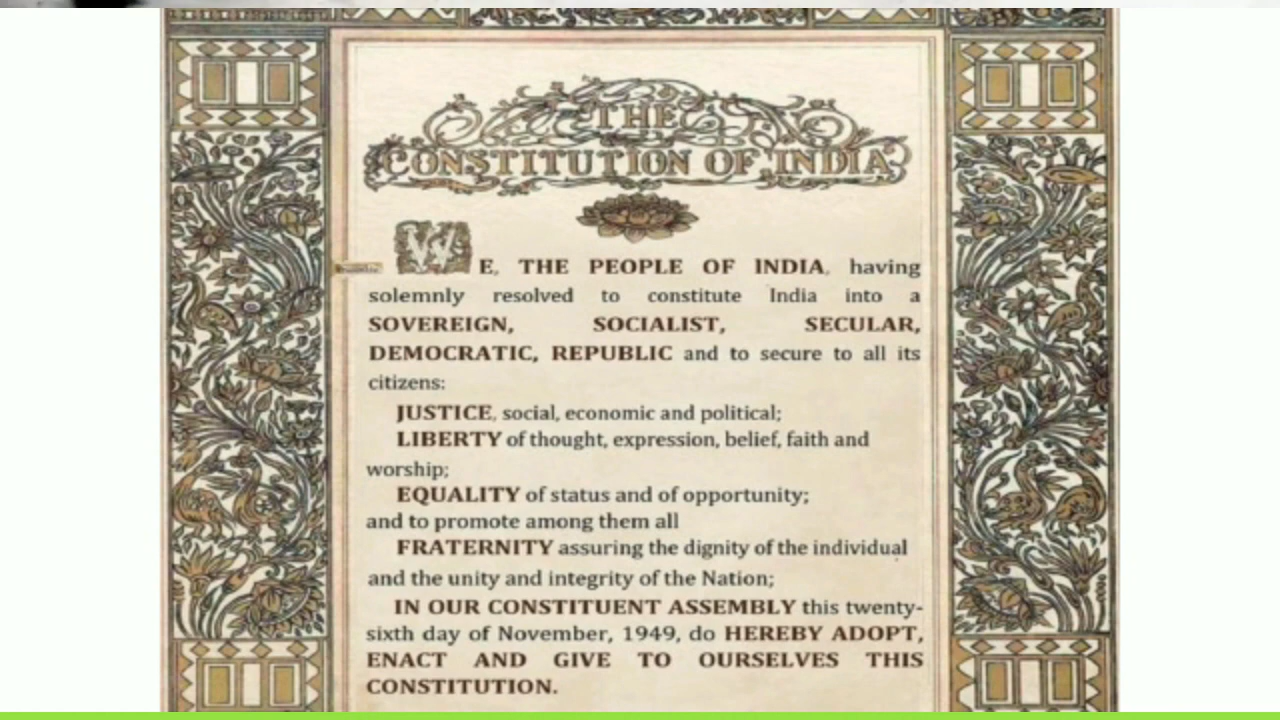 THE
CONSTITUTION OF INDIA
WE, THE PEOPLE OF INDIA, having
solemnly resolved to constitute India into a
SOVEREIGN, SOCIALIST, SECULAR,
DEMOCRATIC, REPUBLIC and to secure to all its
citizens:
JUSTICE, social, economic and political;
LIBERTY of thought, expression, belief, faith and
worship;
EQUALITY of status and of opportunity;
and to promote among them all
FRATERNITY assuring the dignity of the individual
and the unity and integrity of the Nation;
IN OUR CONSTITUENT ASSEMBLY this twenty-
sixth day of November, 1949, do HEREBY ADOPT,
ENACT AND GIVE TO OURSELVES THIS
CONSTITUTION.